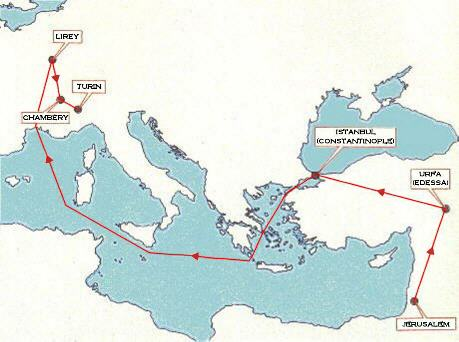 LIREY
TURIN
CHAMBERY
ISTANBUL
(CONSTANTINOPLE)
URFA
(EDESSA)
JERUSALEM